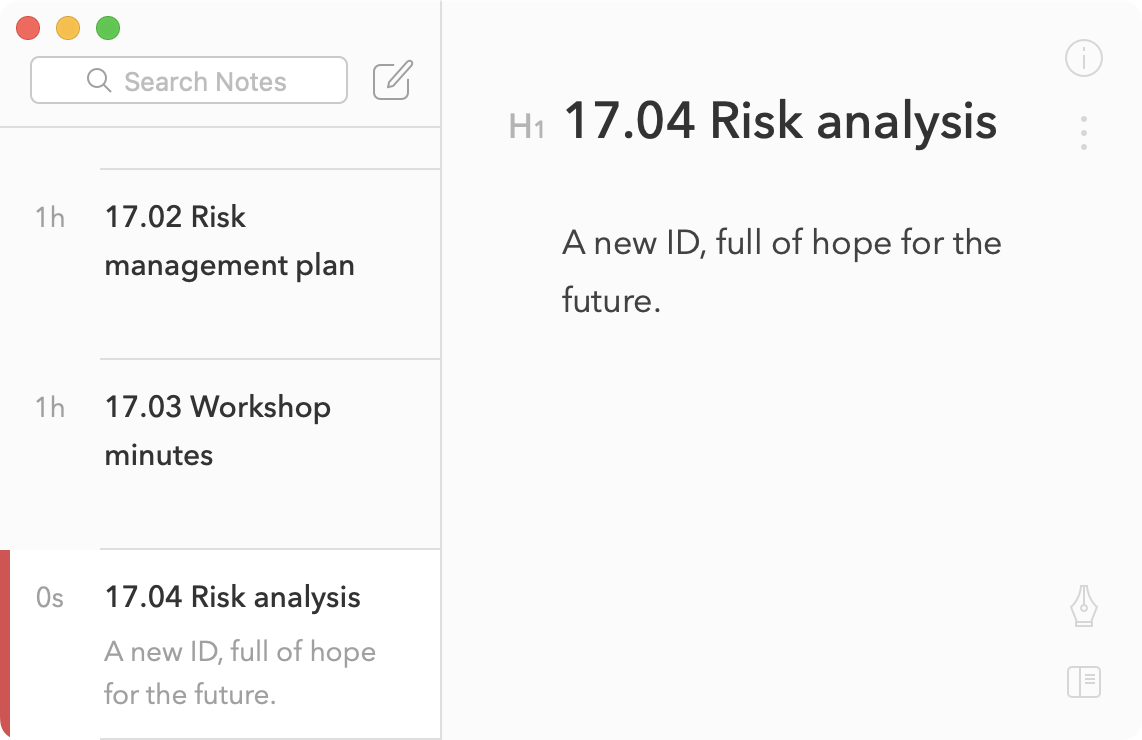 Search Notes
1h
17.02 Risk
management plan
1h
17.03 Workshop
minutes
0s
17.04 Risk analysis
A new ID, full of hope
for the future.
H1 17.04 Risk analysis
A new ID, full of hope for the
future.